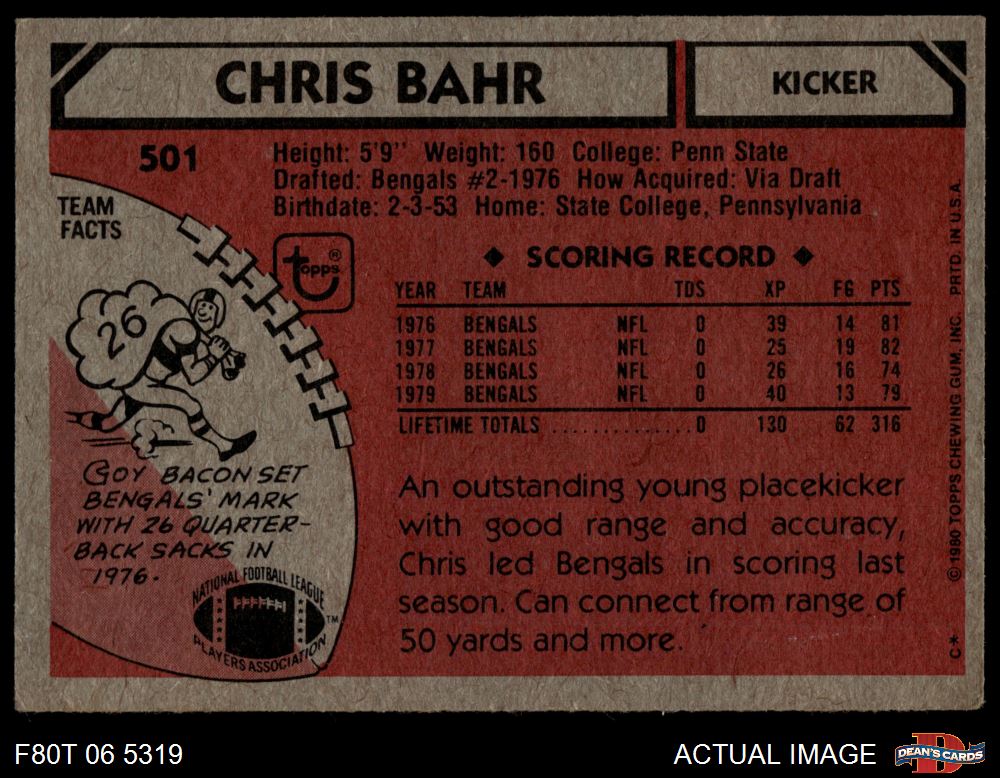 CHRIS BAHR
KICKER
501
Height: 5'9" Weight: 160 College: Penn State
Drafted: Bengals #2-1976 How Acquired: Via Draft
Birthdate: 2-3-53 Home: State College, Pennsylvania
TEAM
FACTS
topps ®
26
COY BACON SET
BENGALS' MARK
WITH 26 QUARTER-
BACK SACKS IN
1976.
NATIONAL FOOTBALL LEAGUE
PLAYERS ASSOCIATION
TM
◆ SCORING RECORD ◆
YEAR TEAM TDS XP FG PTS
1976 BENGALS NFL 0 39 14 81
1977 BENGALS NFL 0 25 19 82
1978 BENGALS NFL 0 26 16 74
1979 BENGALS NFL 0 40 13 79
LIFETIME TOTALS ..............0 130 62 316
An outstanding young placekicker
with good range and accuracy,
Chris led Bengals in scoring last
season. Can connect from range of
50 yards and more.
C* © 1980 TOPPS CHEWING GUM, INC. PRTD. IN U.S.A.
F80T 06 5319
ACTUAL IMAGE
D
DEAN'S CARDS